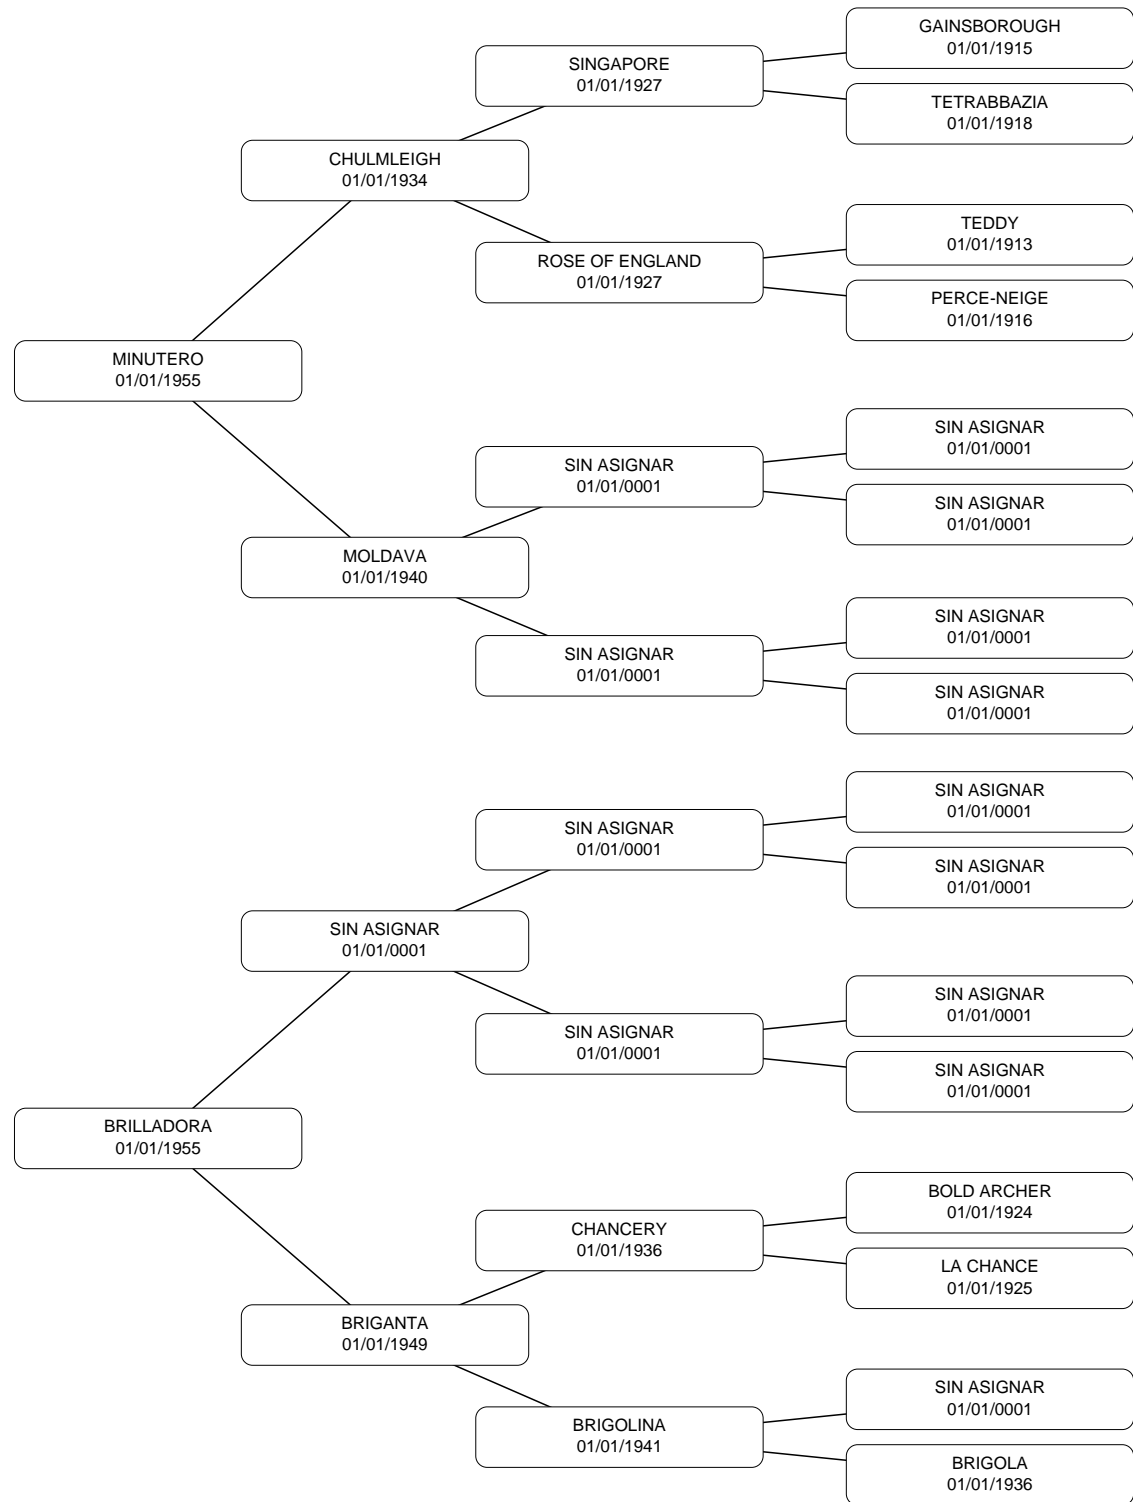 GAINSBOROUGH
01/01/1915
SINGAPORE
01/01/1927
TETRABBAZIA
01/01/1918
CHULMLEIGH
01/01/1934
TEDDY
01/01/1913
ROSE OF ENGLAND
01/01/1927
PERCE-NEIGE
01/01/1916
MINUTERO
01/01/1955
SIN ASIGNAR
01/01/0001
SIN ASIGNAR
01/01/0001
SIN ASIGNAR
01/01/0001
MOLDAVA
01/01/1940
SIN ASIGNAR
01/01/0001
SIN ASIGNAR
01/01/0001
SIN ASIGNAR
01/01/0001
SIN ASIGNAR
01/01/0001
SIN ASIGNAR
01/01/0001
SIN ASIGNAR
01/01/0001
SIN ASIGNAR
01/01/0001
SIN ASIGNAR
01/01/0001
SIN ASIGNAR
01/01/0001
SIN ASIGNAR
01/01/0001
BRILLADORA
01/01/1955
BOLD ARCHER
01/01/1924
CHANCERY
01/01/1936
LA CHANCE
01/01/1925
BRIGANTA
01/01/1949
SIN ASIGNAR
01/01/0001
BRIGOLINA
01/01/1941
BRIGOLA
01/01/1936